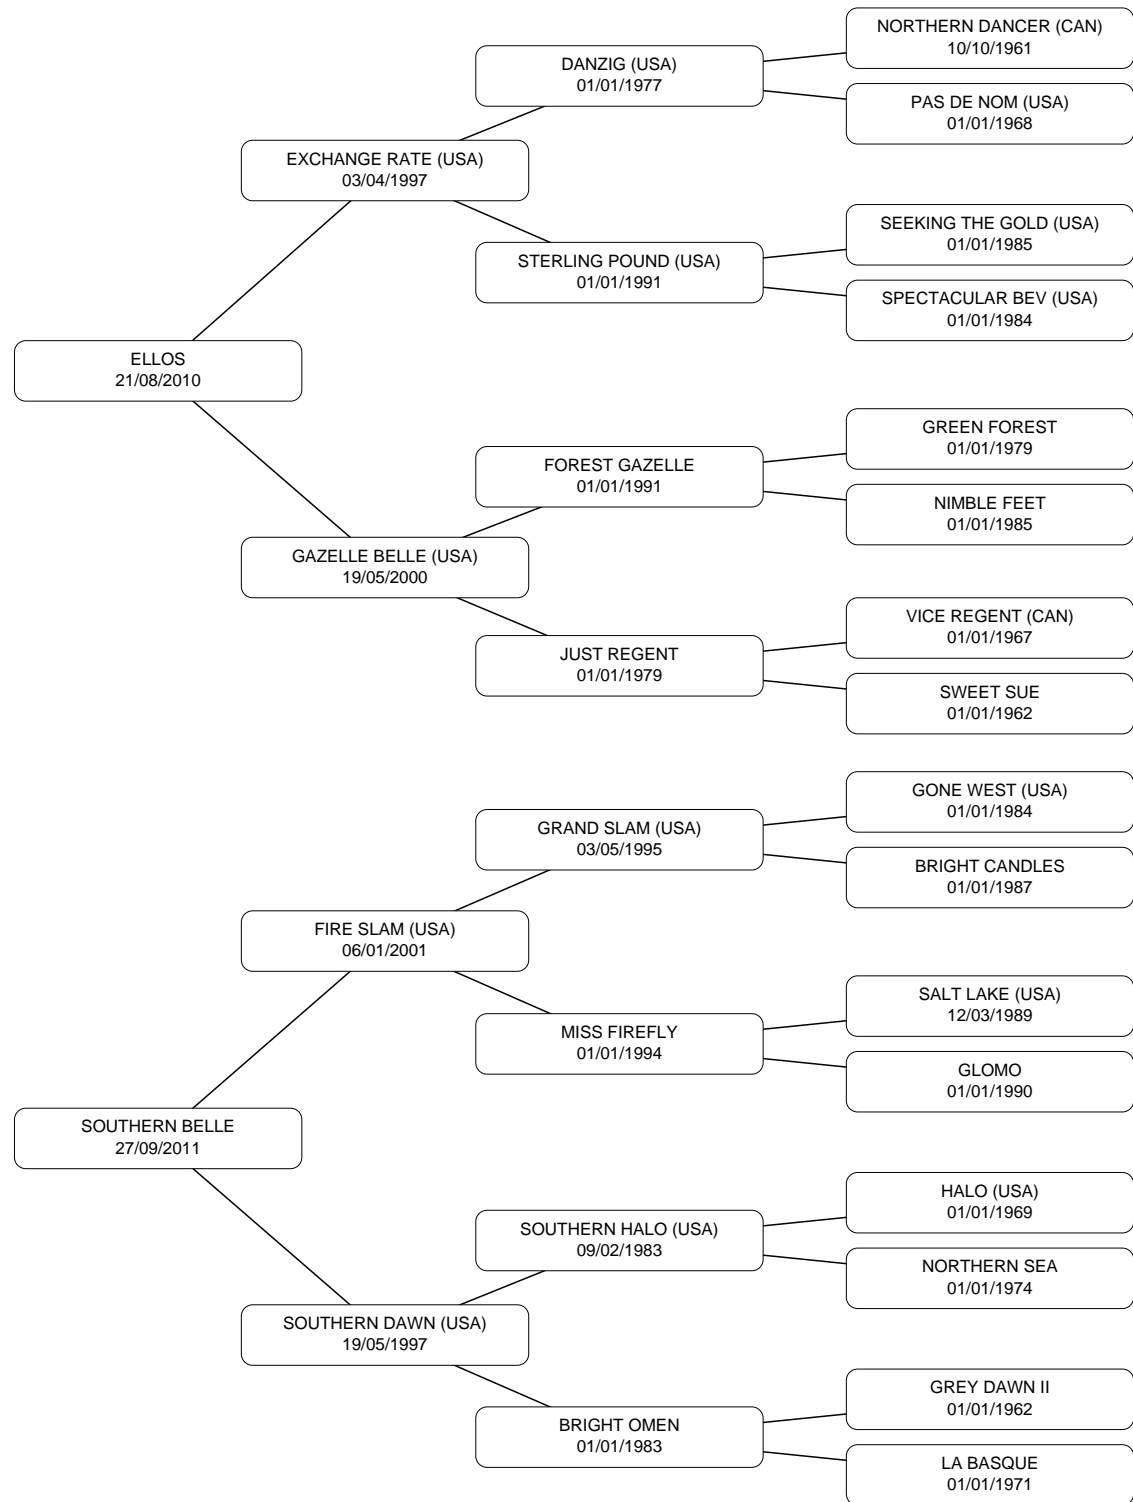 NORTHERN DANCER (CAN)
10/10/1961
DANZIG (USA)
01/01/1977
PAS DE NOM (USA)
01/01/1968
EXCHANGE RATE (USA)
03/04/1997
SEEKING THE GOLD (USA)
01/01/1985
STERLING POUND (USA)
01/01/1991
SPECTACULAR BEV (USA)
01/01/1984
ELLOS
21/08/2010
GREEN FOREST
01/01/1979
FOREST GAZELLE
01/01/1991
NIMBLE FEET
01/01/1985
GAZELLE BELLE (USA)
19/05/2000
VICE REGENT (CAN)
01/01/1967
JUST REGENT
01/01/1979
SWEET SUE
01/01/1962
GONE WEST (USA)
01/01/1984
GRAND SLAM (USA)
03/05/1995
BRIGHT CANDLES
01/01/1987
FIRE SLAM (USA)
06/01/2001
SALT LAKE (USA)
12/03/1989
MISS FIREFLY
01/01/1994
GLOMO
01/01/1990
SOUTHERN BELLE
27/09/2011
HALO (USA)
01/01/1969
SOUTHERN HALO (USA)
09/02/1983
NORTHERN SEA
01/01/1974
SOUTHERN DAWN (USA)
19/05/1997
GREY DAWN II
01/01/1962
BRIGHT OMEN
01/01/1983
LA BASQUE
01/01/1971